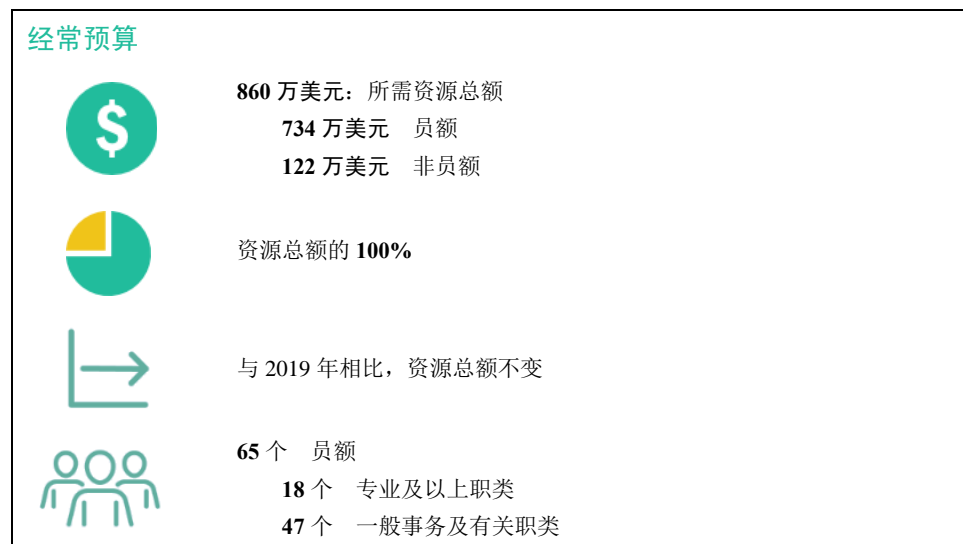 经常预算
$
860 万美元：所需资源总额
734 万美元　员额
122 万美元　非员额
资源总额的 100%
与 2019 年相比，资源总额不变
65 个　员额
18 个　专业及以上职类
47 个　一般事务及有关职类